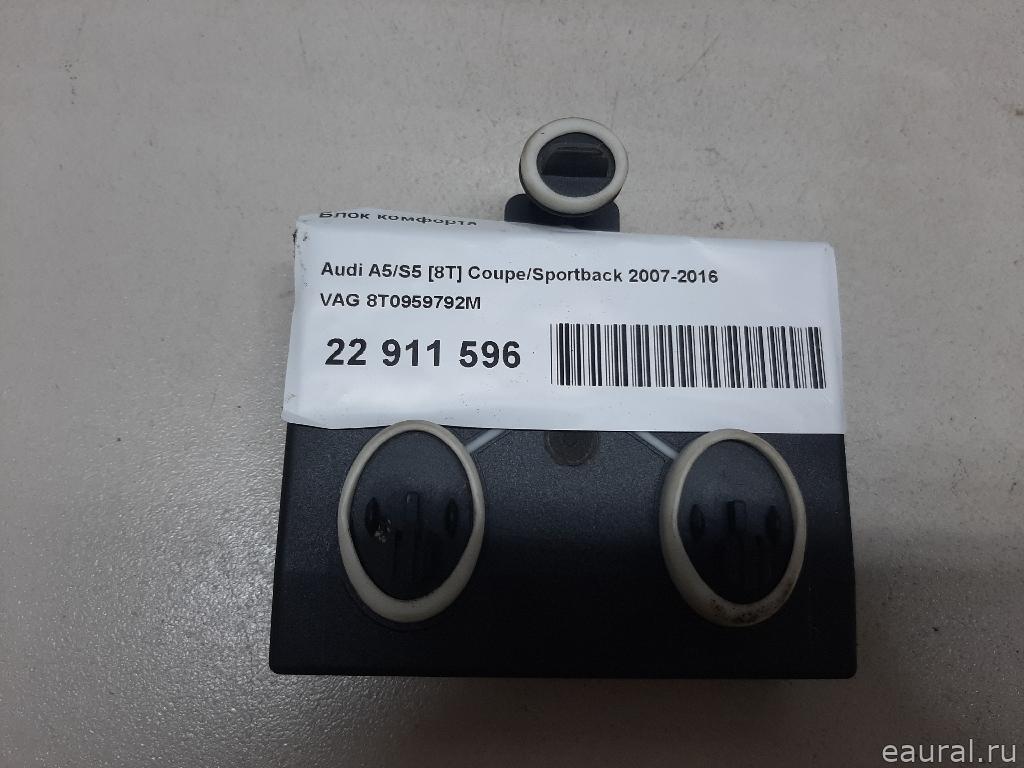 Блок комфорта
Audi A5/S5 [8T] Coupe/Sportback 2007-2016
VAG 8T0959792M
22 911 596
eaural.ru